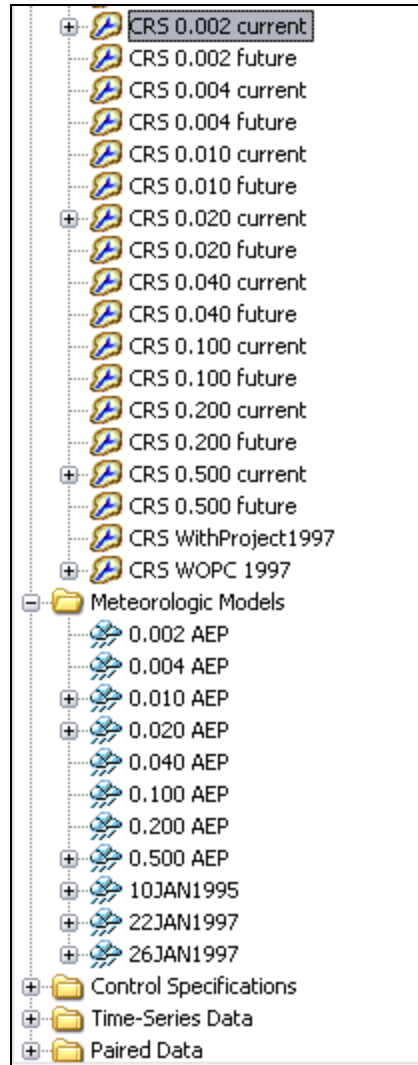 CRS 0.002 current
CRS 0.002 future
CRS 0.004 current
CRS 0.004 future
CRS 0.010 current
CRS 0.010 future
CRS 0.020 current
CRS 0.020 future
CRS 0.040 current
CRS 0.040 future
CRS 0.100 current
CRS 0.100 future
CRS 0.200 current
CRS 0.200 future
CRS 0.500 current
CRS 0.500 future
CRS WithProject1997
CRS WOPC 1997
Meteorologic Models
0.002 AEP
0.004 AEP
0.010 AEP
0.020 AEP
0.040 AEP
0.100 AEP
0.200 AEP
0.500 AEP
10JAN1995
22JAN1997
26JAN1997
Control Specifications
Time-Series Data
Paired Data